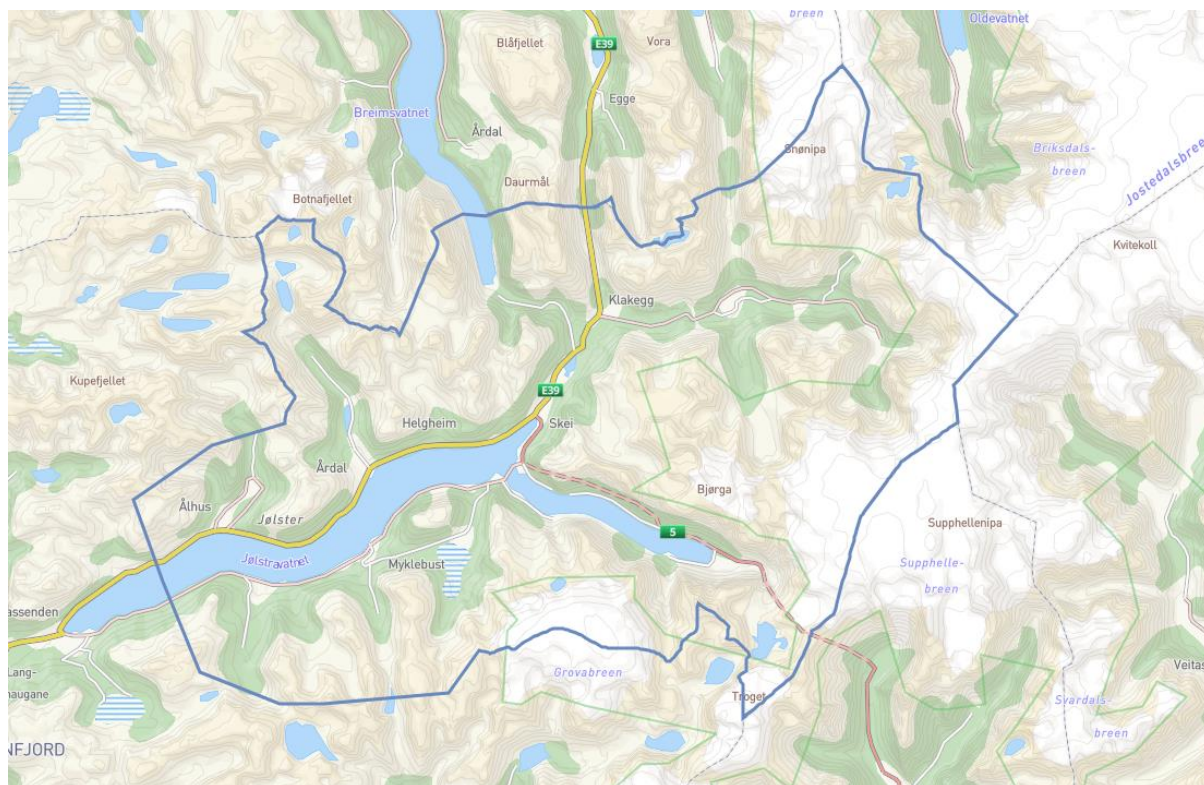 breen
Oldevatnet
Vora
E39
Blåfjellet
Egge
Breimsvatnet
Årdal
Snønipa
Briksdals-
breen
Jostedalsbreen
Daurmål
Botnafjellet
Kvitekoll
Klakegg
Kupefjellet
E39
Helgheim
Skei
Årdal
Bjørga
Ålhus
Jølster
Supphellenipa
5
Jølstravatnet
Myklebust
Supphelle-
breen
assenden
Lang-
haugane
Grovabreen
Troget
Veitas
Svardals-
breen
NFJORD